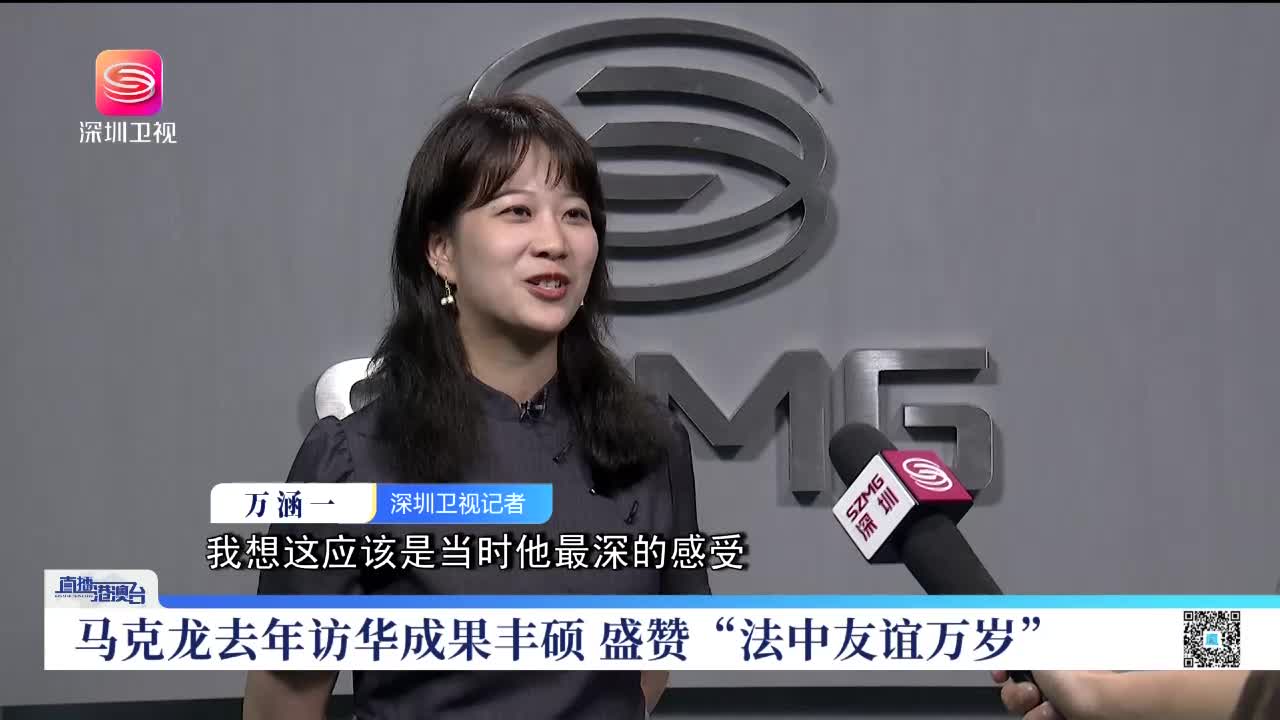 深圳卫视
SZMG
SZMG
深圳
万涵一
深圳卫视记者
我想这应该是当时他最深的感受
直播港澳台
马克龙去年访华成果丰硕 盛赞“法中友谊万岁”